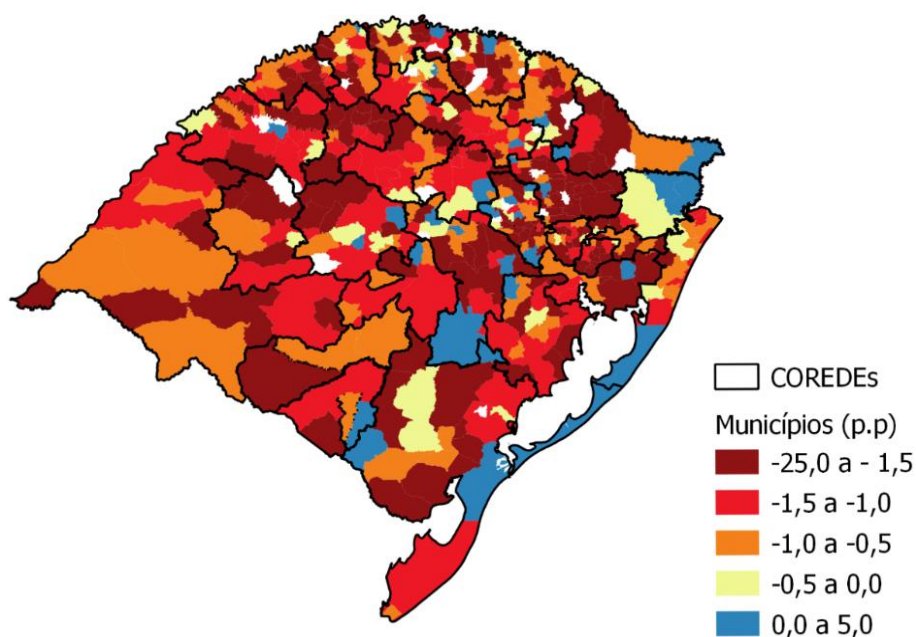 COREDEs
Municípios (p.p)
-25,0 a - 1,5
-1,5 a -1,0
-1,0 a -0,5
-0,5 a 0,0
0,0 a 5,0